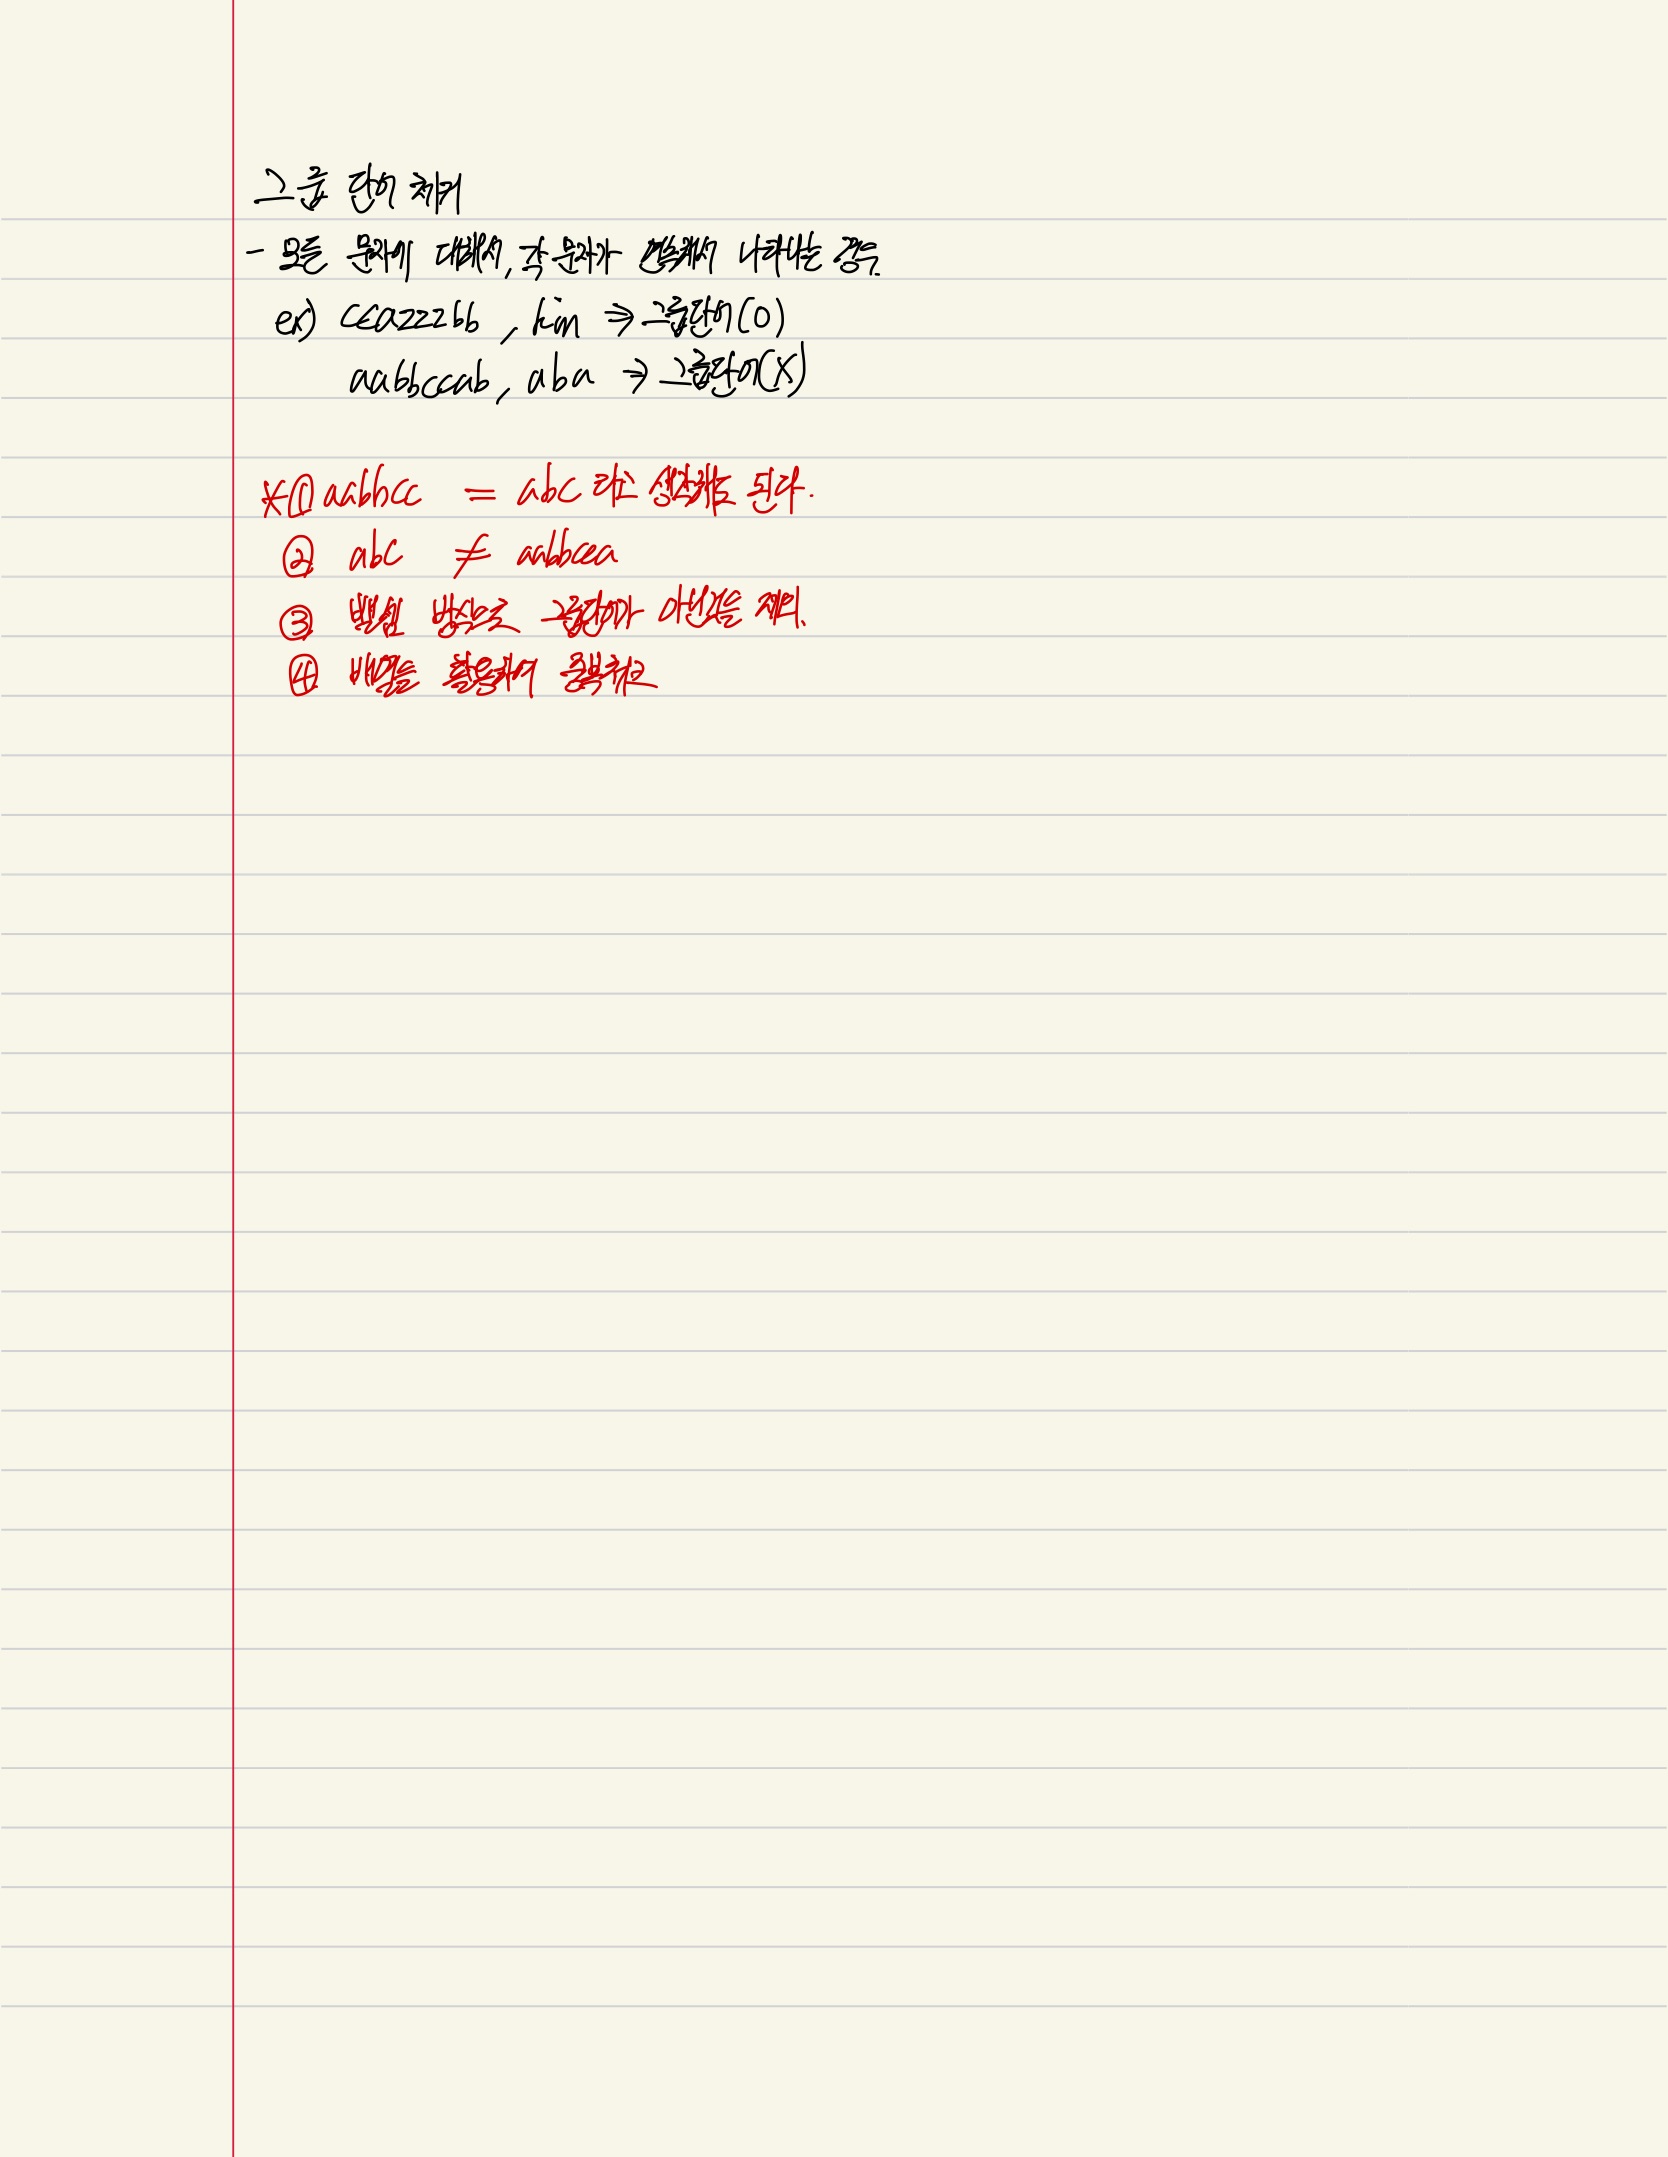 그룹 단어 체커
- 모든 문자에 대해서, 각 문자가 연속해서 나타나는 경우.
ex) ccazzzbb, kin ⇒ 그룹단어(O)
aabbccab, aba ⇒ 그룹단어(X)
*① aabbcc = abc 라고 생각해도 된다.
② abc ≠ aabbcca
③ 뺄셈 방식으로 그룹단어가 아닌것을 제외.
④ 배열을 활용하여 중복체크